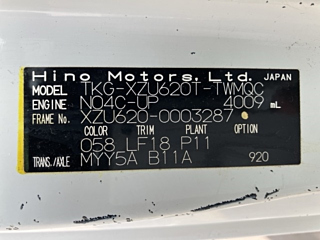 Hino Motors, Ltd. JAPAN
MODEL TKG-XZU620T-TWMQC
ENGINE N04C-UP 4009 mL
FRAME No. XZU620-0003287
COLOR TRIM PLANT OPTION
058 LF18 P11
TRANS./AXLE MYY5A B11A 920